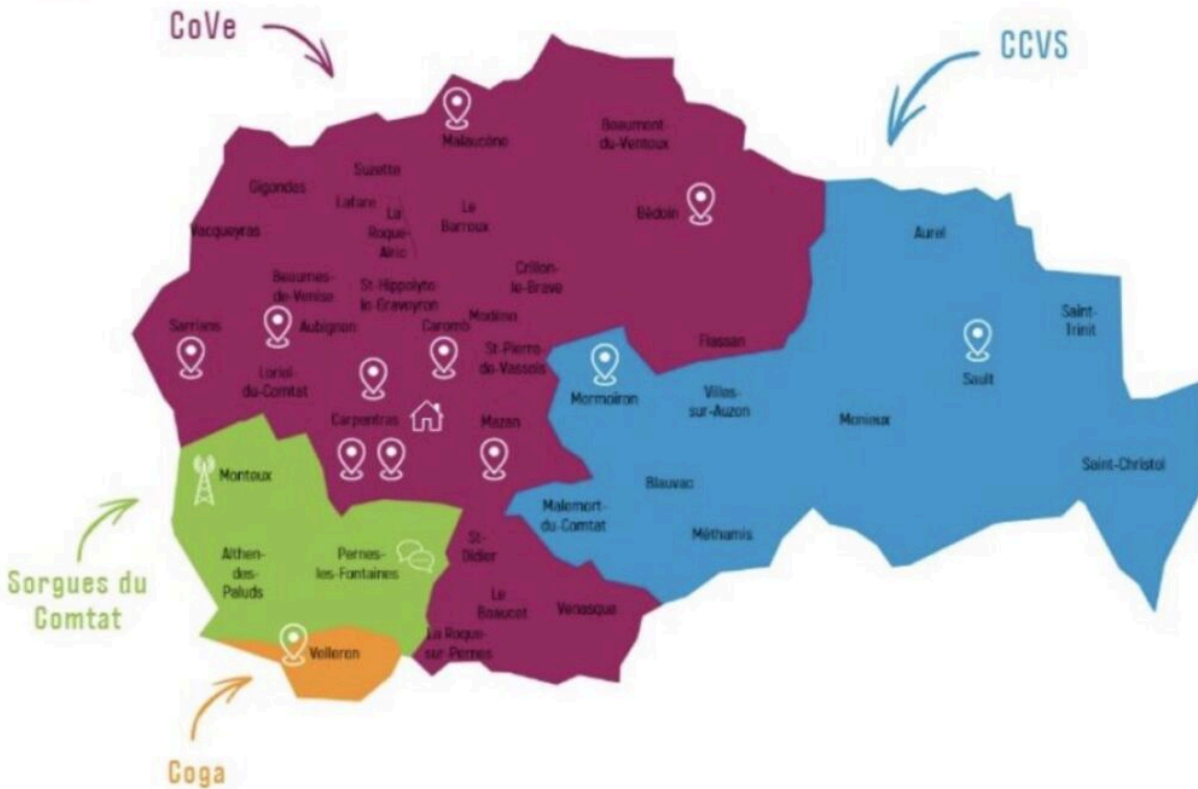 CoVe
CCVS
Malaucène
Beaumont-
du-Ventoux
Suzette
Gigondas
Lafare
La
Roque-
Alric
Le
Barroux
Bédoin
Vacqueyras
Aurel
Crillon-
le-Brave
Beaumes-
de-Venise
St-Hippolyte-
le-Graveyron
Modène
Saint-
Trinit
Sarrians
Aubignan
Caromb
St-Pierre-
de-Vassols
Flassan
Loriol-
du-Comtat
Mormoiron
Villes-
sur-Auzon
Sault
Carpentras
Mazan
Monieux
Monteux
Blauvac
Saint-Christol
Malemort-
du-Comtat
Méthamis
Althen-
des-
Paluds
Pernes-
les-Fontaines
St-
Didier
Sorgues du
Comtat
Le
Beaucet
Venasque
La Roque-
sur-Pernes
Velleron
Coga